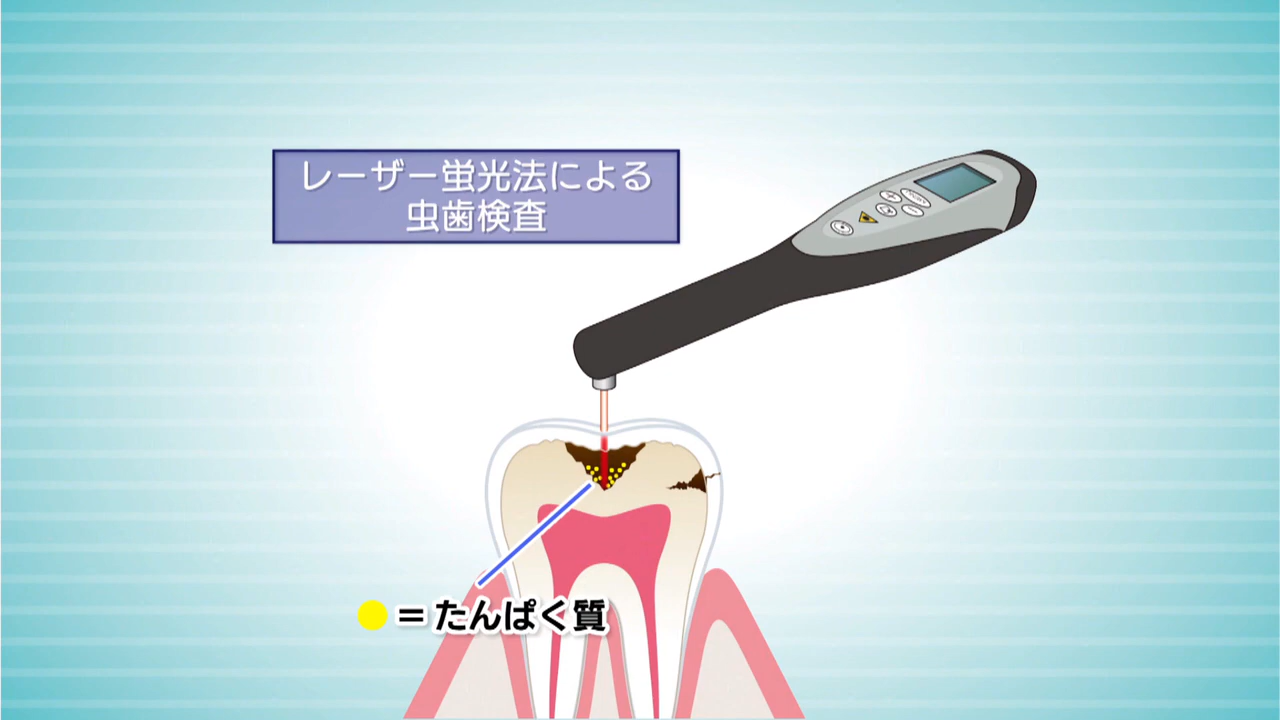 レーザー蛍光法による
虫歯検査
= たんぱく質